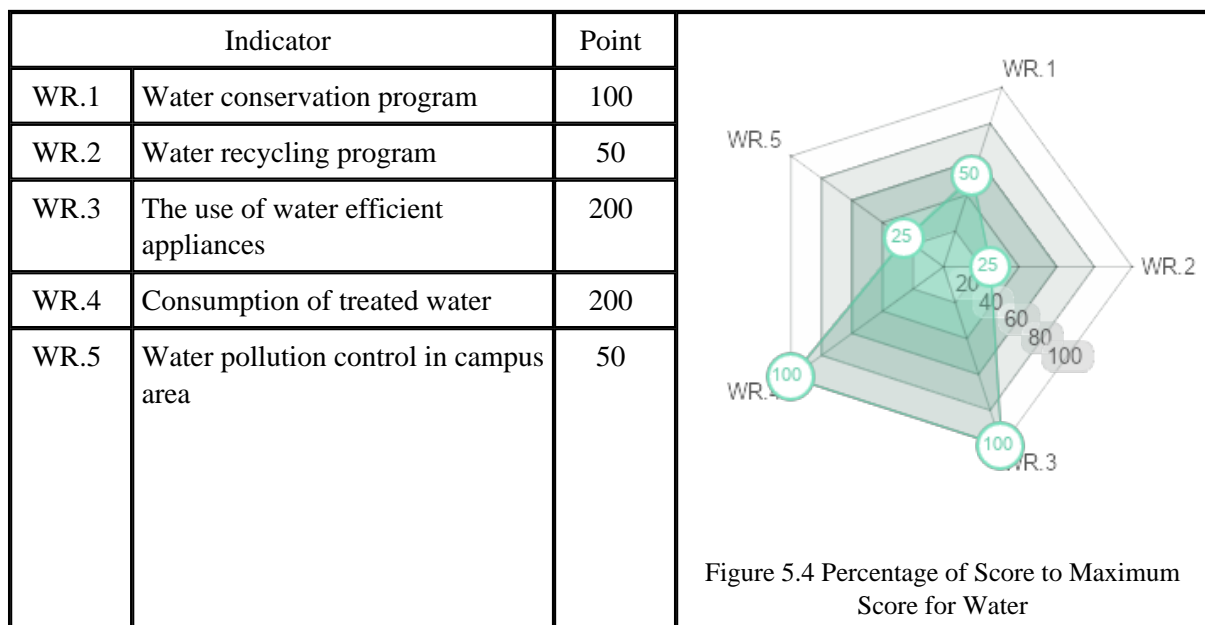 Indicator Point
WR.1 Water conservation program 100
WR.2 Water recycling program 50
WR.3 The use of water efficient
appliances 200
WR.4 Consumption of treated water 200
WR.5 Water pollution control in campus
area 50
WR.1
WR.5
50
25
25
WR.2
20
40
60
80
100
100
WR.4
100
WR.3
Figure 5.4 Percentage of Score to Maximum
Score for Water